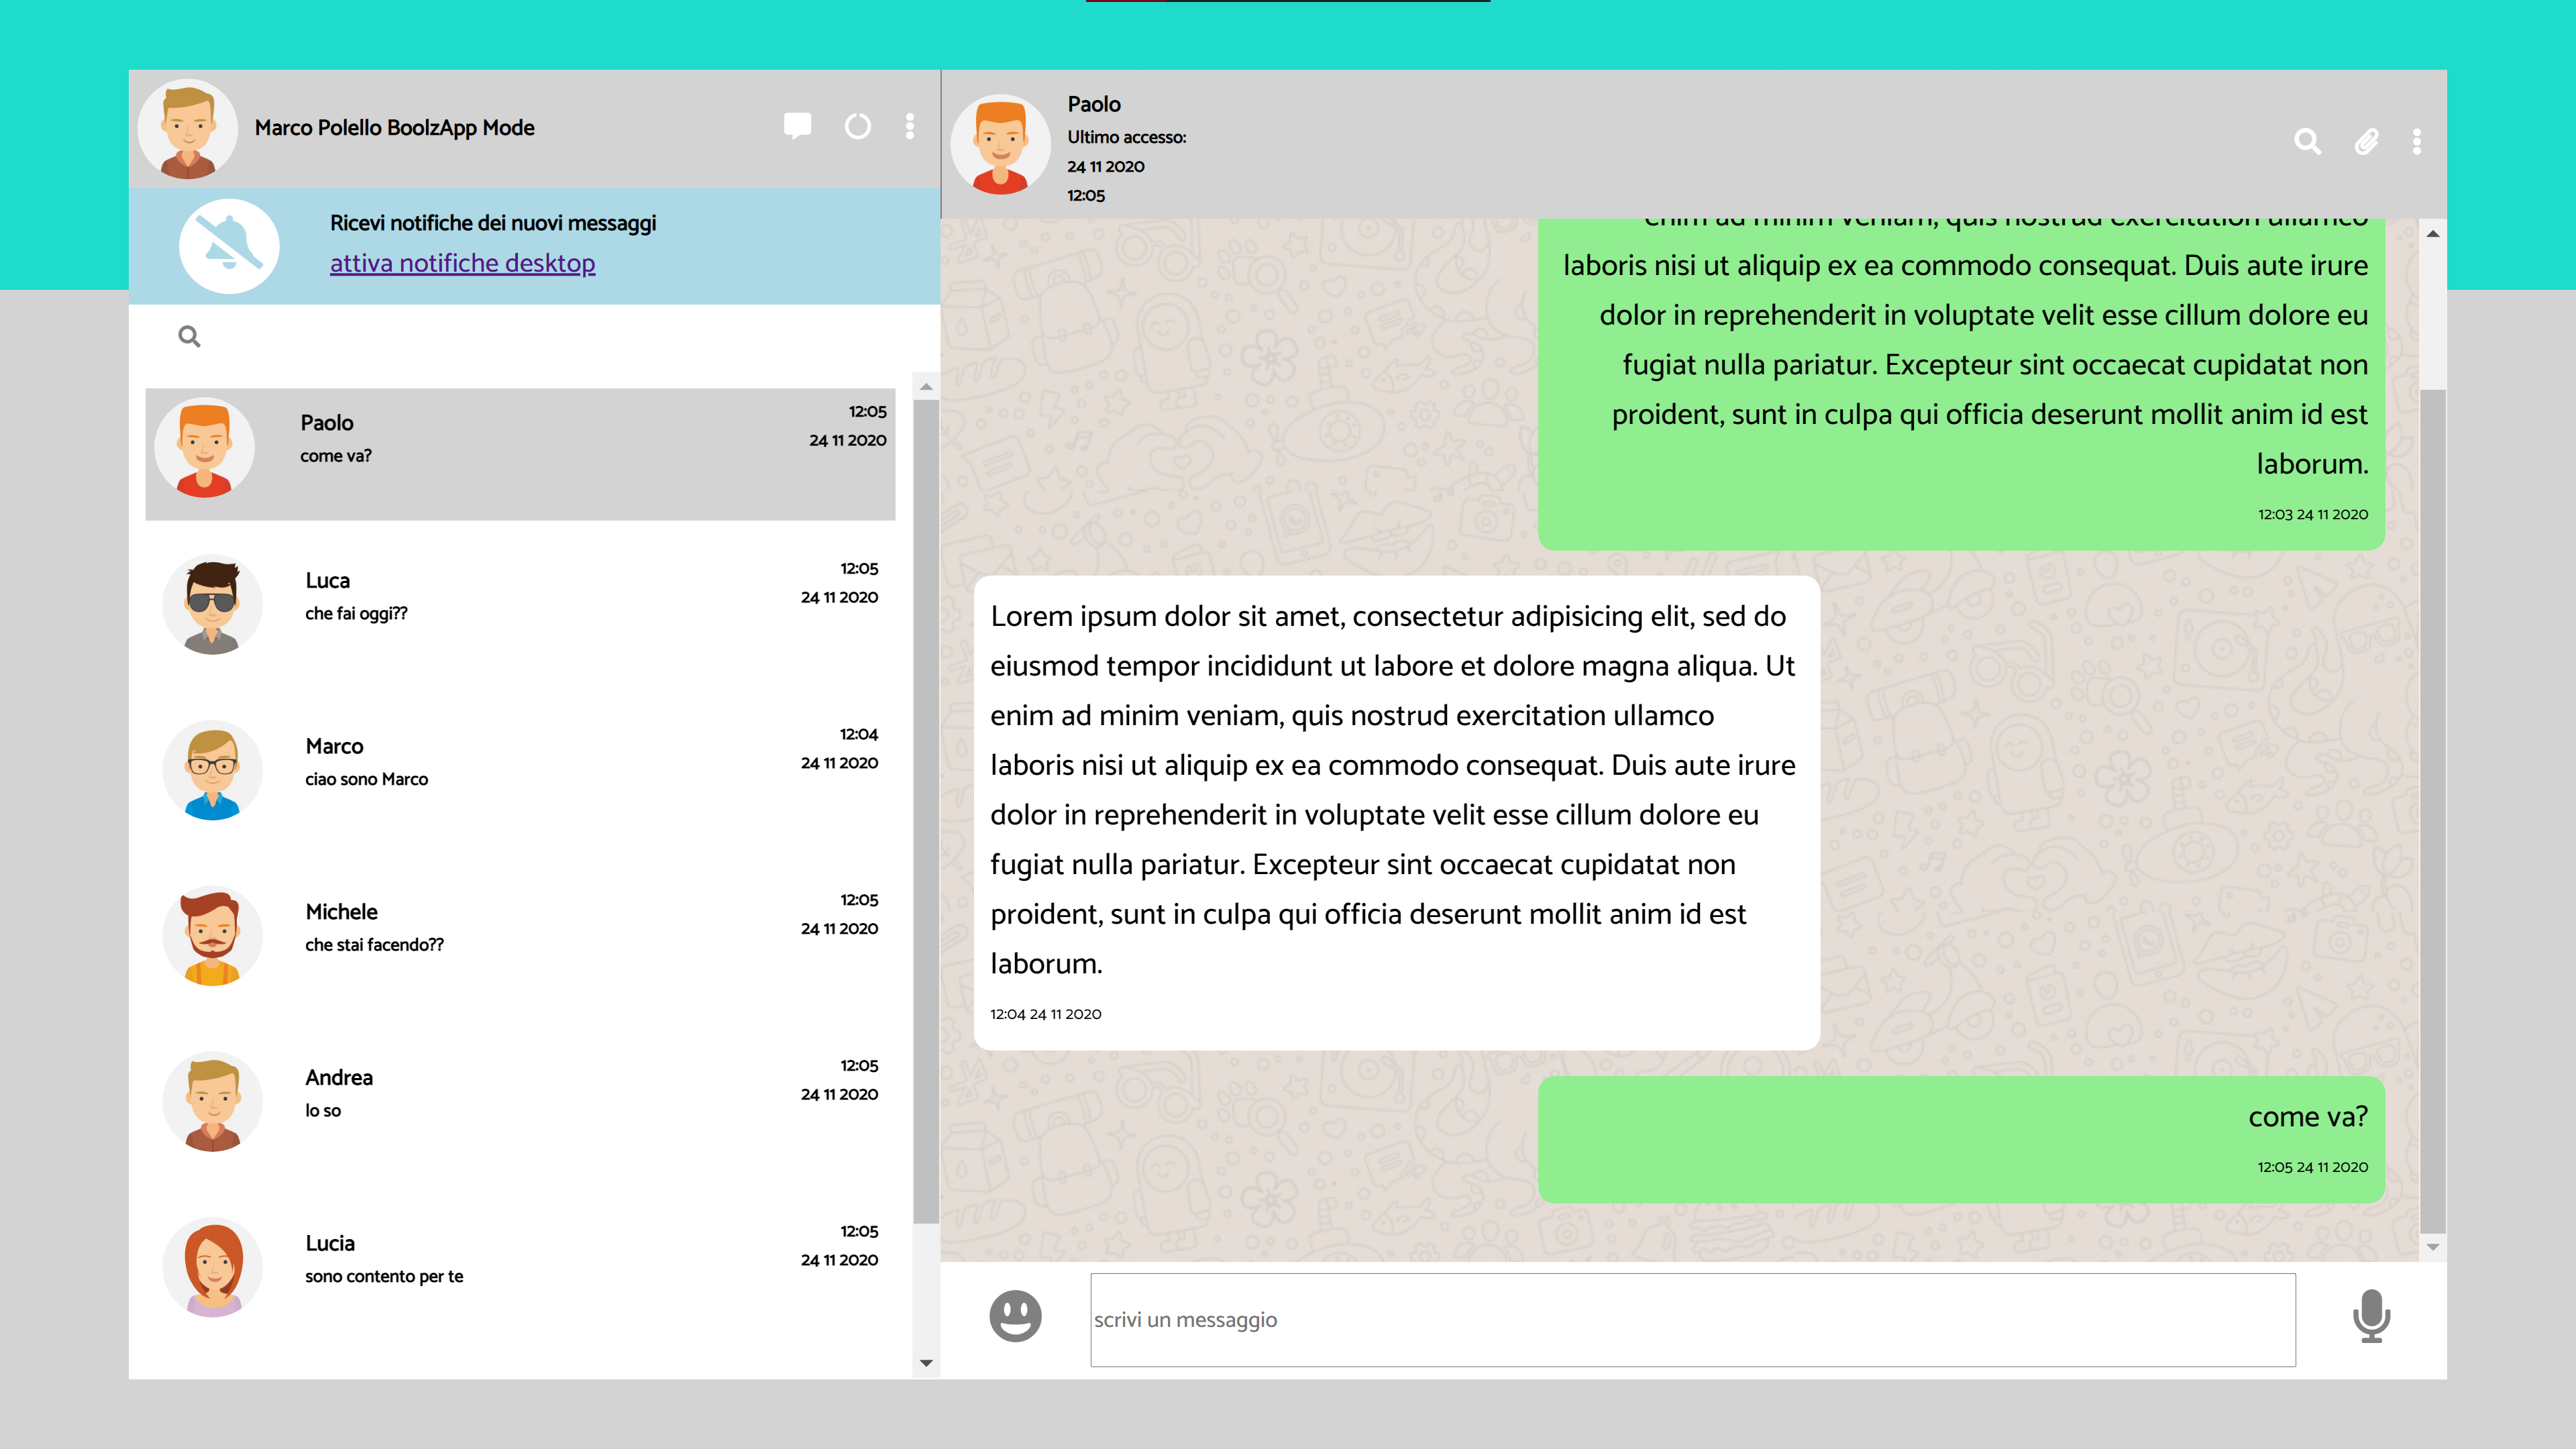 Marco Polello BoolzApp Mode
Ricevi notifiche dei nuovi messaggi
attiva notifiche desktop
Paolo
come va?
12:05
24 11 2020
Luca
che fai oggi??
12:05
24 11 2020
Marco
ciao sono Marco
12:04
24 11 2020
Michele
che stai facendo??
12:05
24 11 2020
Andrea
lo so
12:05
24 11 2020
Lucia
sono contento per te
12:05
24 11 2020
Paolo
Ultimo accesso:
24 11 2020
12:05
enim ad minim veniam, quis nostrud exercitation ullamco
laboris nisi ut aliquip ex ea commodo consequat. Duis aute irure
dolor in reprehenderit in voluptate velit esse cillum dolore eu
fugiat nulla pariatur. Excepteur sint occaecat cupidatat non
proident, sunt in culpa qui officia deserunt mollit anim id est
laborum.
12:03 24 11 2020
Lorem ipsum dolor sit amet, consectetur adipisicing elit, sed do
eiusmod tempor incididunt ut labore et dolore magna aliqua. Ut
enim ad minim veniam, quis nostrud exercitation ullamco
laboris nisi ut aliquip ex ea commodo consequat. Duis aute irure
dolor in reprehenderit in voluptate velit esse cillum dolore eu
fugiat nulla pariatur. Excepteur sint occaecat cupidatat non
proident, sunt in culpa qui officia deserunt mollit anim id est
laborum.
12:04 24 11 2020
come va?
12:05 24 11 2020
scrivi un messaggio